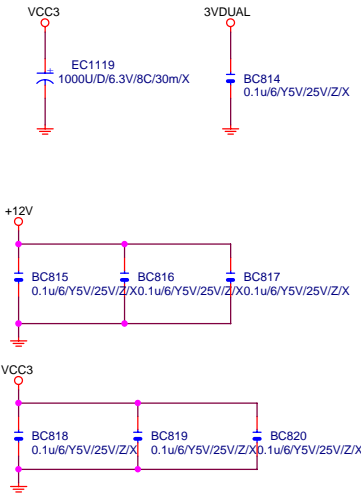 VCC3
3VDUAL
EC1119
1000U/D/6.3V/8C/30m/X
BC814
0.1u/6/Y5V/25V/Z/X
+12V
BC815
BC816
BC817
0.1u/6/Y5V/25V/Z/X
0.1u/6/Y5V/25V/Z/X
0.1u/6/Y5V/25V/Z/X
VCC3
BC818
BC819
BC820
0.1u/6/Y5V/25V/Z/X
0.1u/6/Y5V/25V/Z/X
0.1u/6/Y5V/25V/Z/X